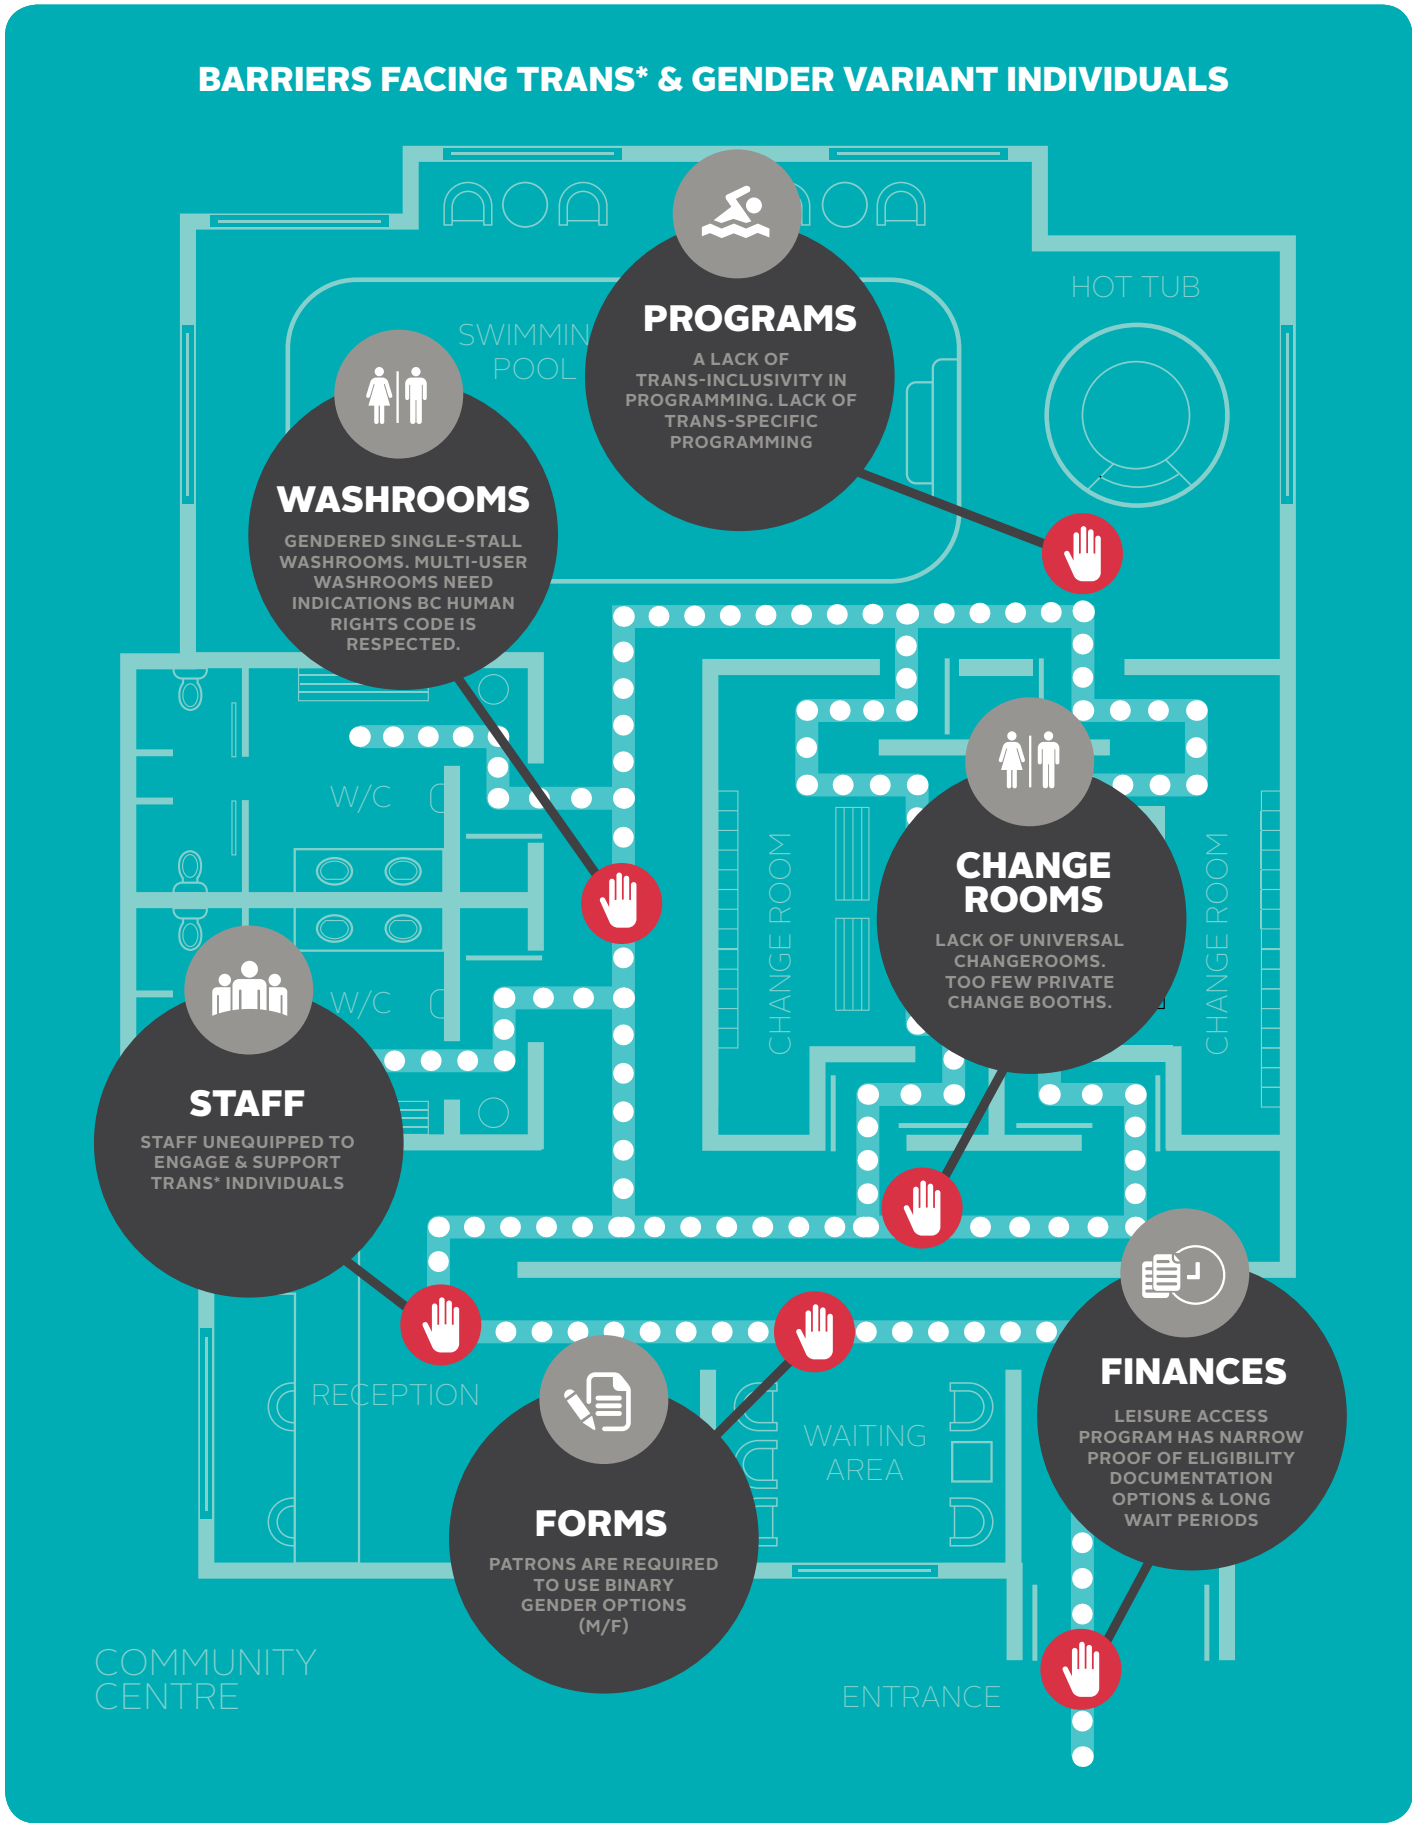 BARRIERS FACING TRANS* & GENDER VARIANT INDIVIDUALS
HOT TUB
SWIMMIN
POOL
PROGRAMS
A LACK OF
TRANS-INCLUSIVITY IN
PROGRAMMING. LACK OF
TRANS-SPECIFIC
PROGRAMMING
WASHROOMS
GENDERED SINGLE-STALL
WASHROOMS. MULTI-USER
WASHROOMS NEED
INDICATIONS BC HUMAN
RIGHTS CODE IS
RESPECTED.
W/C
CHANGE ROOM
CHANGE
ROOMS
LACK OF UNIVERSAL
CHANGEROOMS.
TOO FEW PRIVATE
CHANGE BOOTHS.
CHANGE ROOM
W/C
STAFF
STAFF UNEQUIPPED TO
ENGAGE & SUPPORT
TRANS* INDIVIDUALS
RECEPTION
WAITING
AREA
FINANCES
LEISURE ACCESS
PROGRAM HAS NARROW
PROOF OF ELIGIBILITY
DOCUMENTATION
OPTIONS & LONG
WAIT PERIODS
FORMS
PATRONS ARE REQUIRED
TO USE BINARY
GENDER OPTIONS
(M/F)
COMMUNITY
CENTRE
ENTRANCE